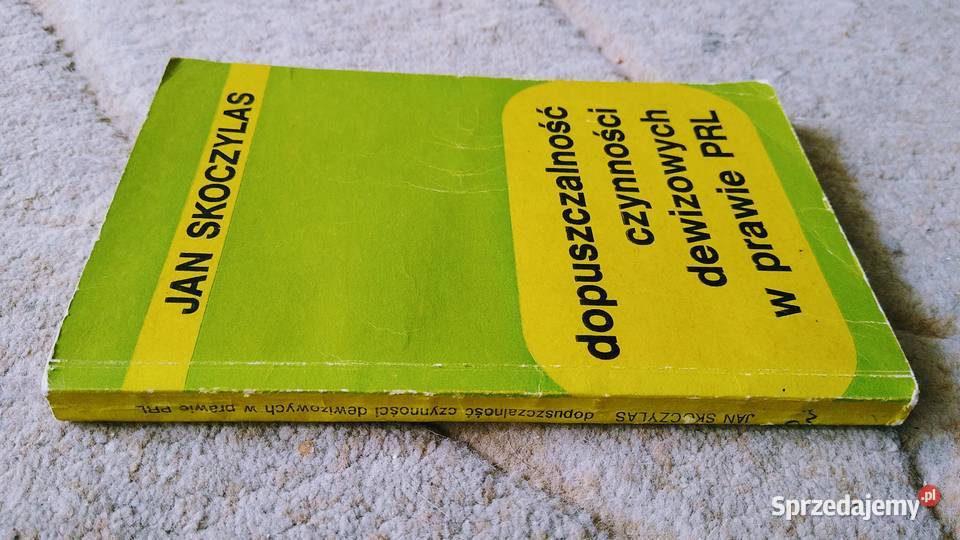 JAN SKOCZYLAS
dopuszczalność
czynności
dewizowych
w prawie PRL
JAN SKOCZYLAS dopuszczalność czynności dewizowych w prawie PRL
Sprzedajemy.pl